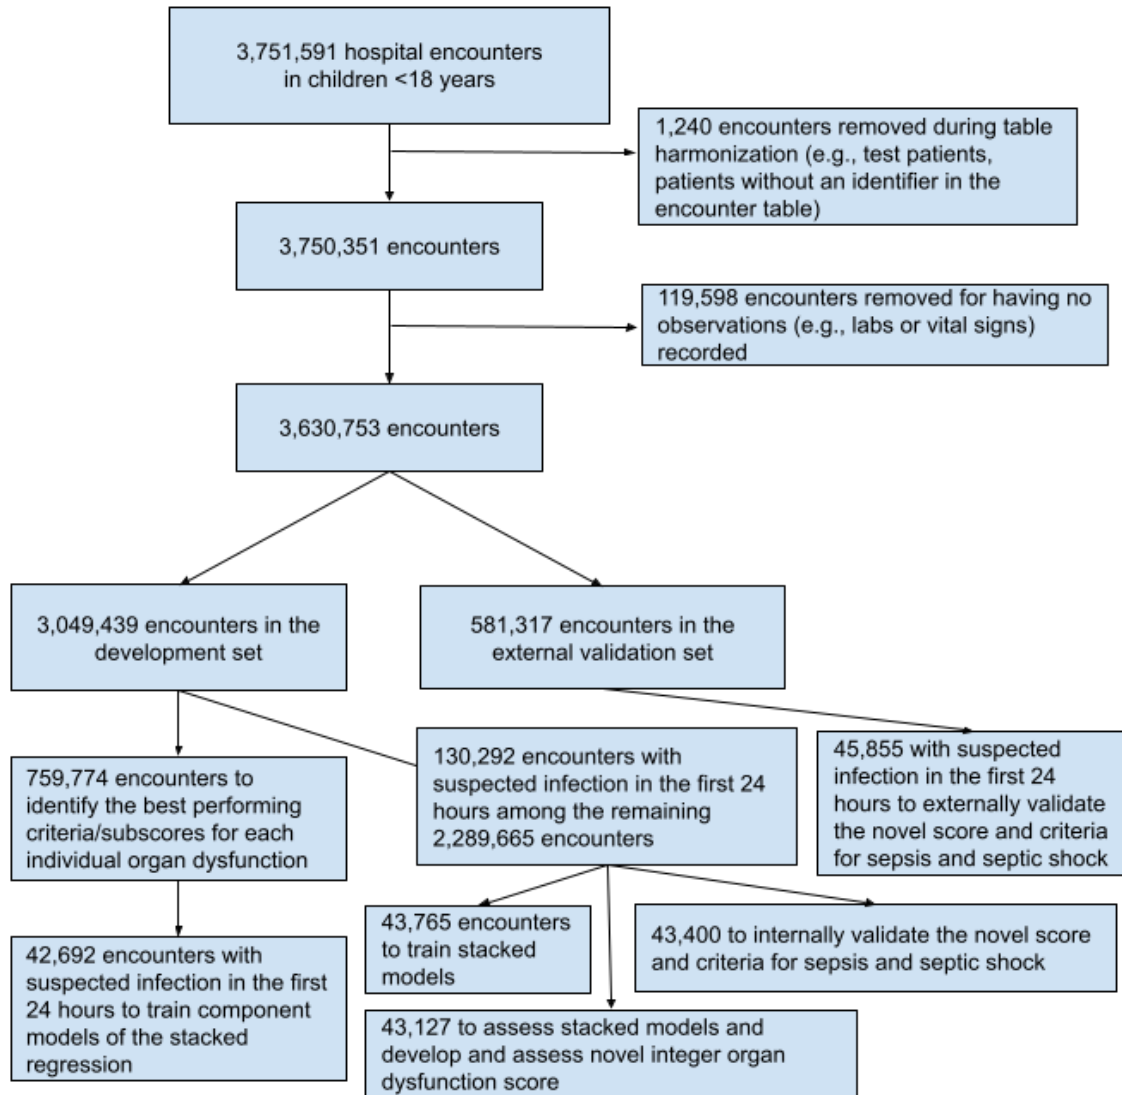 3,751,591 hospital encounters
in children <18 years
1,240 encounters removed during table
harmonization (e.g., test patients,
patients without an identifier in the
encounter table)
3,750,351 encounters
119,598 encounters removed for having no
observations (e.g., labs or vital signs)
recorded
3,630,753 encounters
3,049,439 encounters in the
development set
581,317 encounters in the
external validation set
759,774 encounters to
identify the best performing
criteria/subscores for each
individual organ dysfunction
130,292 encounters with
suspected infection in the first 24
hours among the remaining
2,289,665 encounters
45,855 with suspected
infection in the first 24
hours to externally validate
the novel score and criteria
for sepsis and septic shock
42,692 encounters with
suspected infection in the first
24 hours to train component
models of the stacked
regression
43,765 encounters
to train stacked
models
43,400 to internally validate the novel score
and criteria for sepsis and septic shock
43,127 to assess stacked models and
develop and assess novel integer organ
dysfunction score